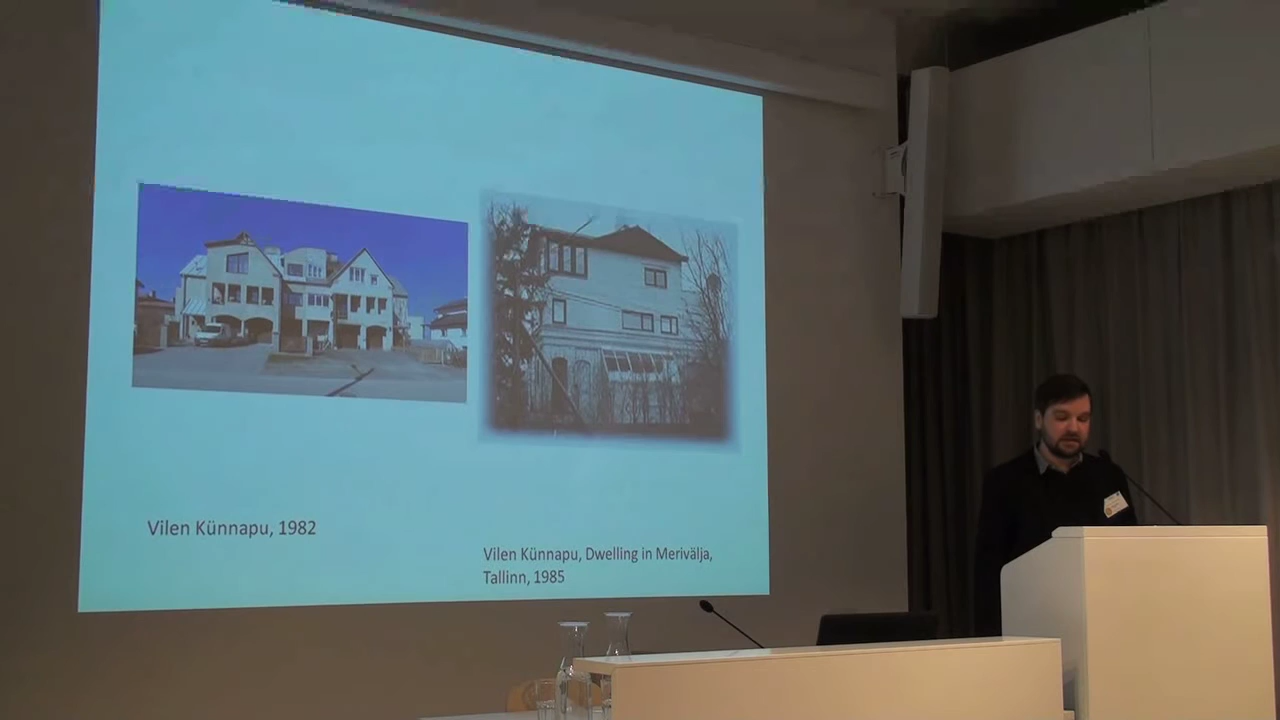 Vilen Künnapu, 1982
Vilen Künnapu, Dwelling in Merivälja,
Tallinn, 1985